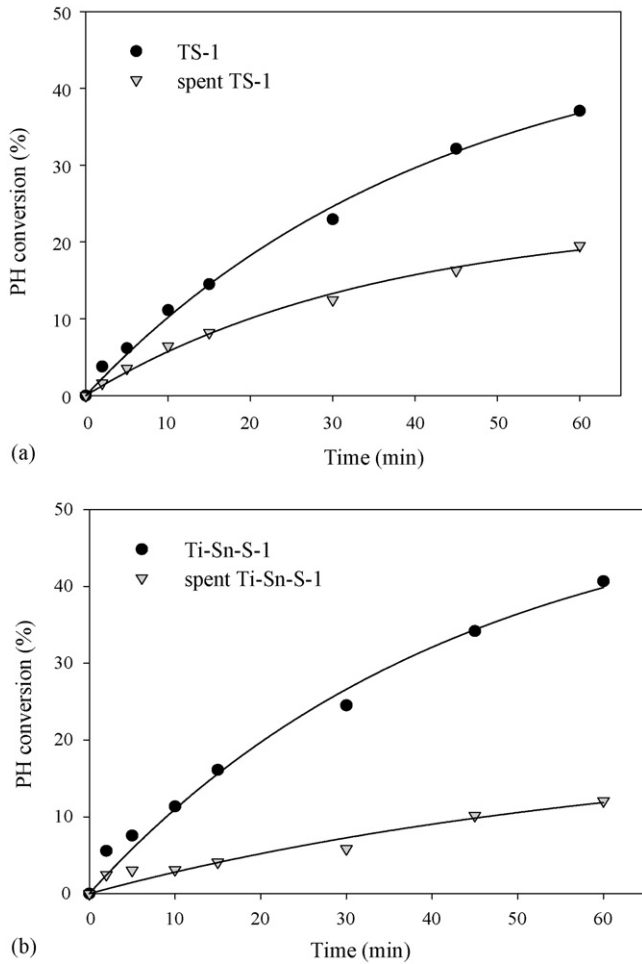 50
TS-1
spent TS-1
40
30
20
10
0
PH conversion (%)
0 10 20 30 40 50 60
(a)
Time (min)
50
Ti-Sn-S-1
spent Ti-Sn-S-1
40
30
20
10
0
PH conversion (%)
0 10 20 30 40 50 60
(b)
Time (min)